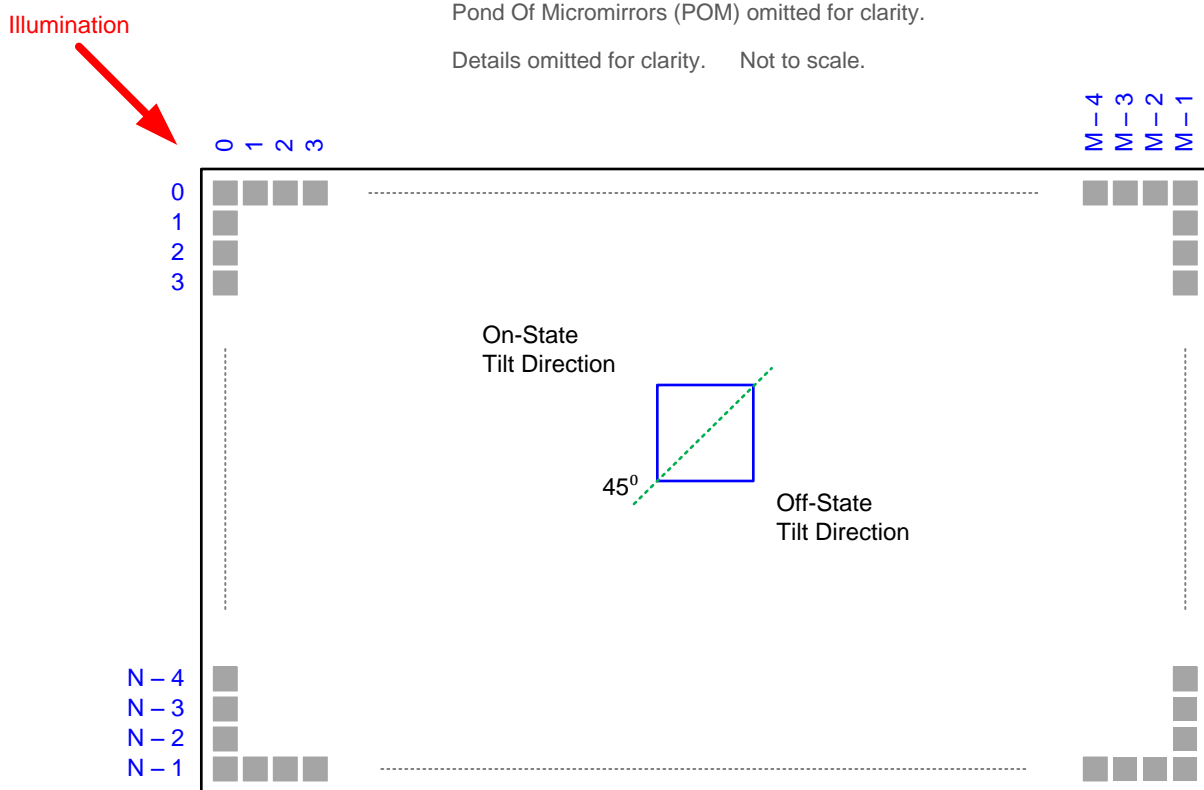 Pond Of Micromirrors (POM) omitted for clarity.
Illumination
Details omitted for clarity. Not to scale.
0
1
2
3
M – 4
M – 3
M – 2
M – 1
0
1
2
3
On-State
Tilt Direction
45⁰
Off-State
Tilt Direction
N – 4
N – 3
N – 2
N – 1